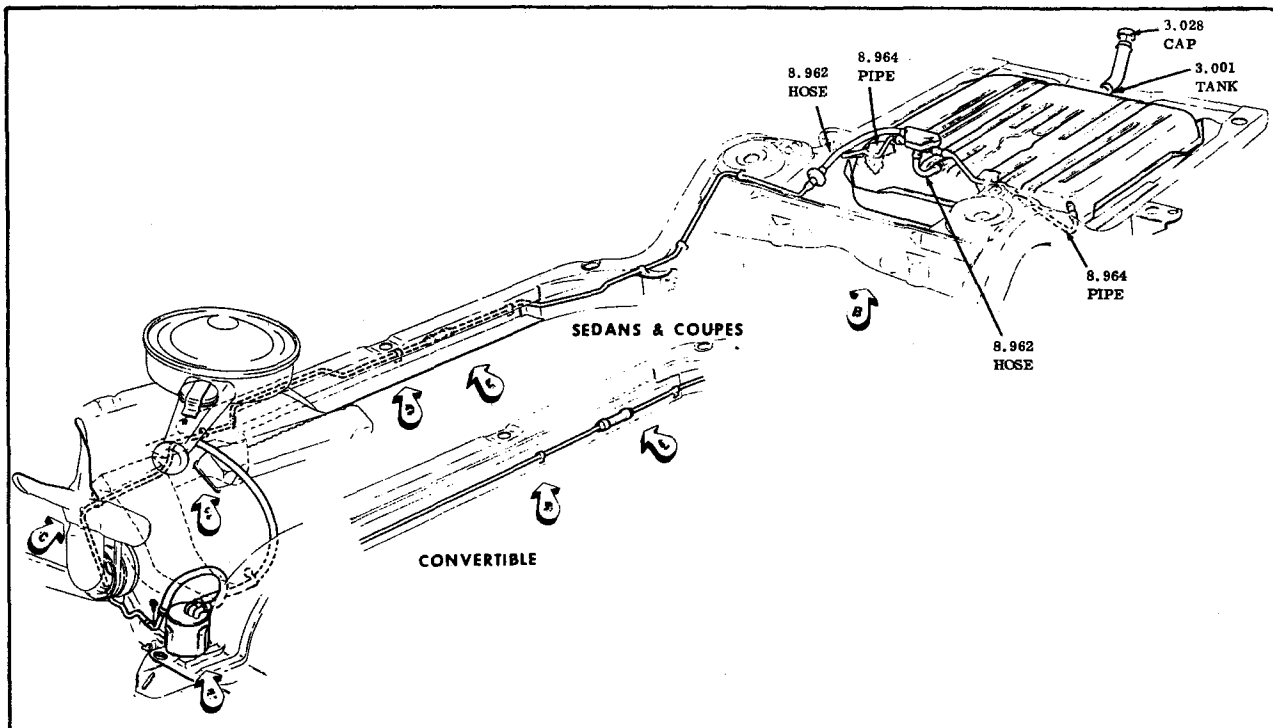 3.028
CAP
3.001
TANK
8.964
PIPE
8.962
HOSE
8.964
PIPE
8.962
HOSE
SEDANS & COUPES
B
D
E
C
CONVERTIBLE